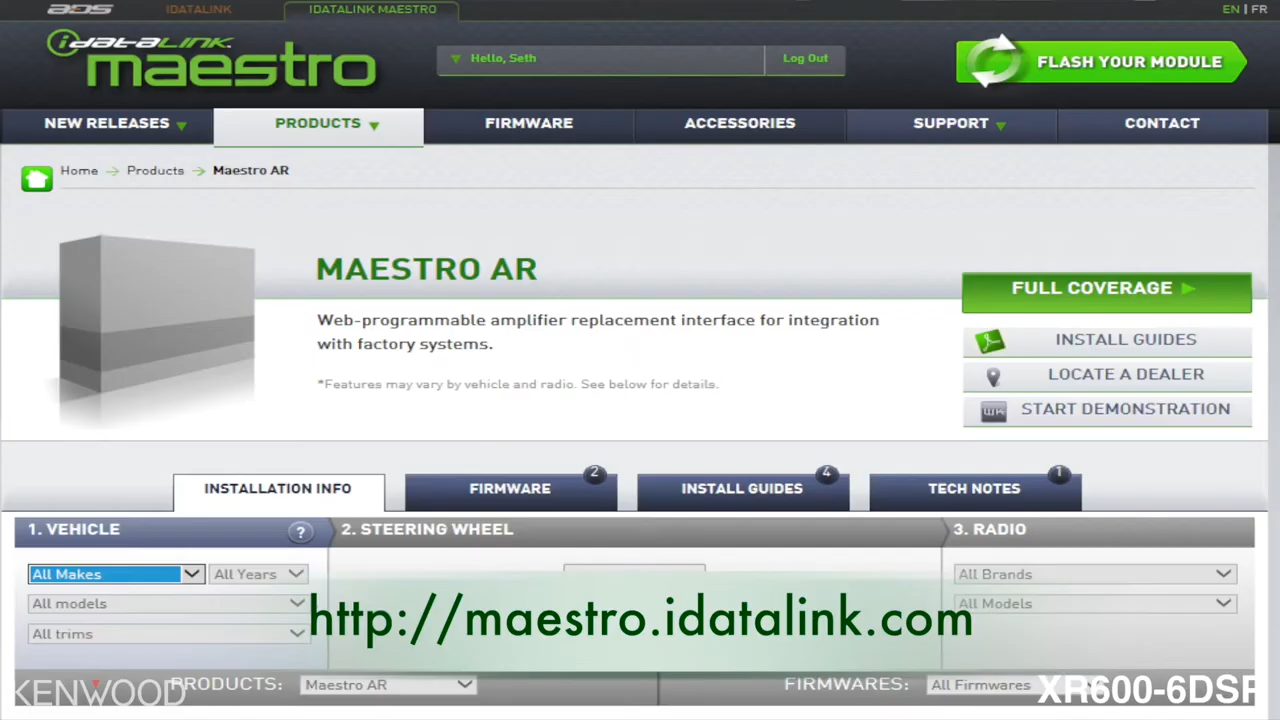 ADS IDATALINK IDATALINK MAESTRO EN | FR
iDATALINK.
maestro
Hello, Seth Log Out
FLASH YOUR MODULE
NEW RELEASES PRODUCTS FIRMWARE ACCESSORIES SUPPORT CONTACT
Home Products Maestro AR
MAESTRO AR
Web-programmable amplifier replacement interface for integration
with factory systems.
*Features may vary by vehicle and radio. See below for details.
FULL COVERAGE
INSTALL GUIDES
LOCATE A DEALER
START DEMONSTRATION
INSTALLATION INFO FIRMWARE 2 INSTALL GUIDES 4 TECH NOTES 1
1. VEHICLE ? 2. STEERING WHEEL 3. RADIO
All Makes All Years All Brands
All models All Models
All trims
http://maestro.idatalink.com
KENWOOD PRODUCTS: Maestro AR FIRMWARES: All Firmwares XR600-6DSP